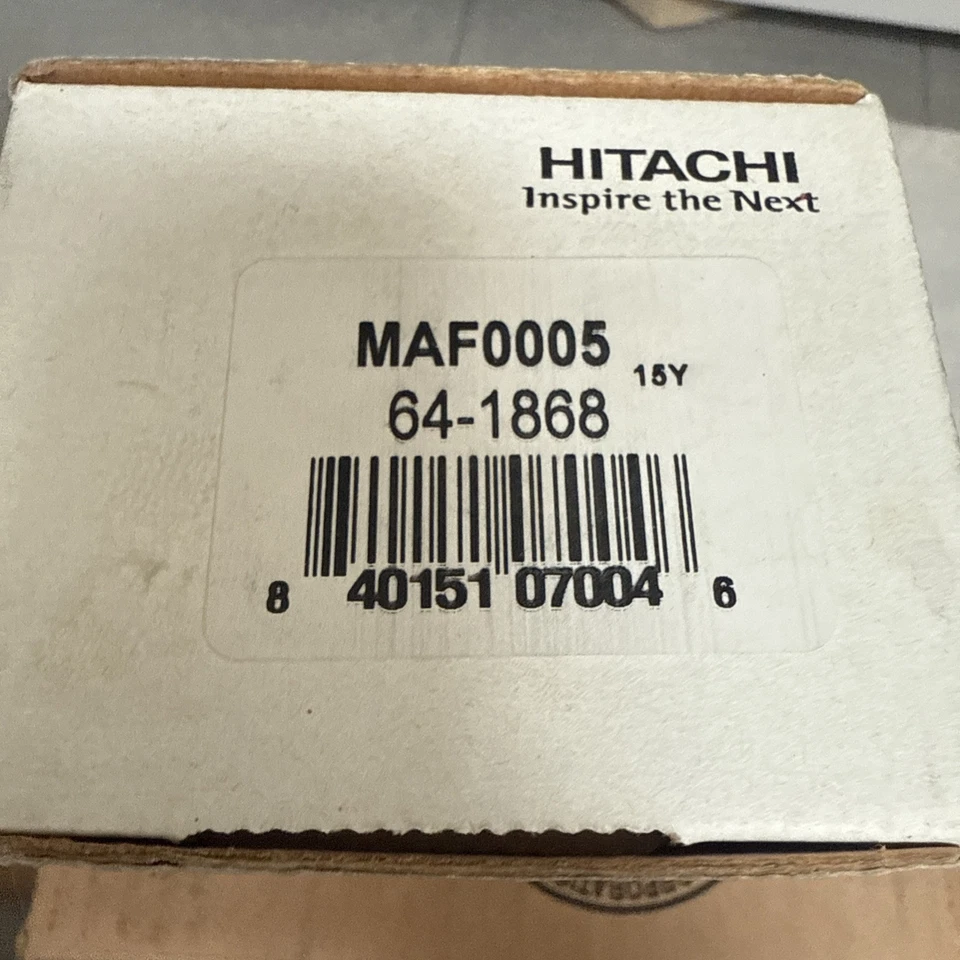 HITACHI
Inspire the Next
MAF0005
15Y
64-1868
8 40151 07004 6